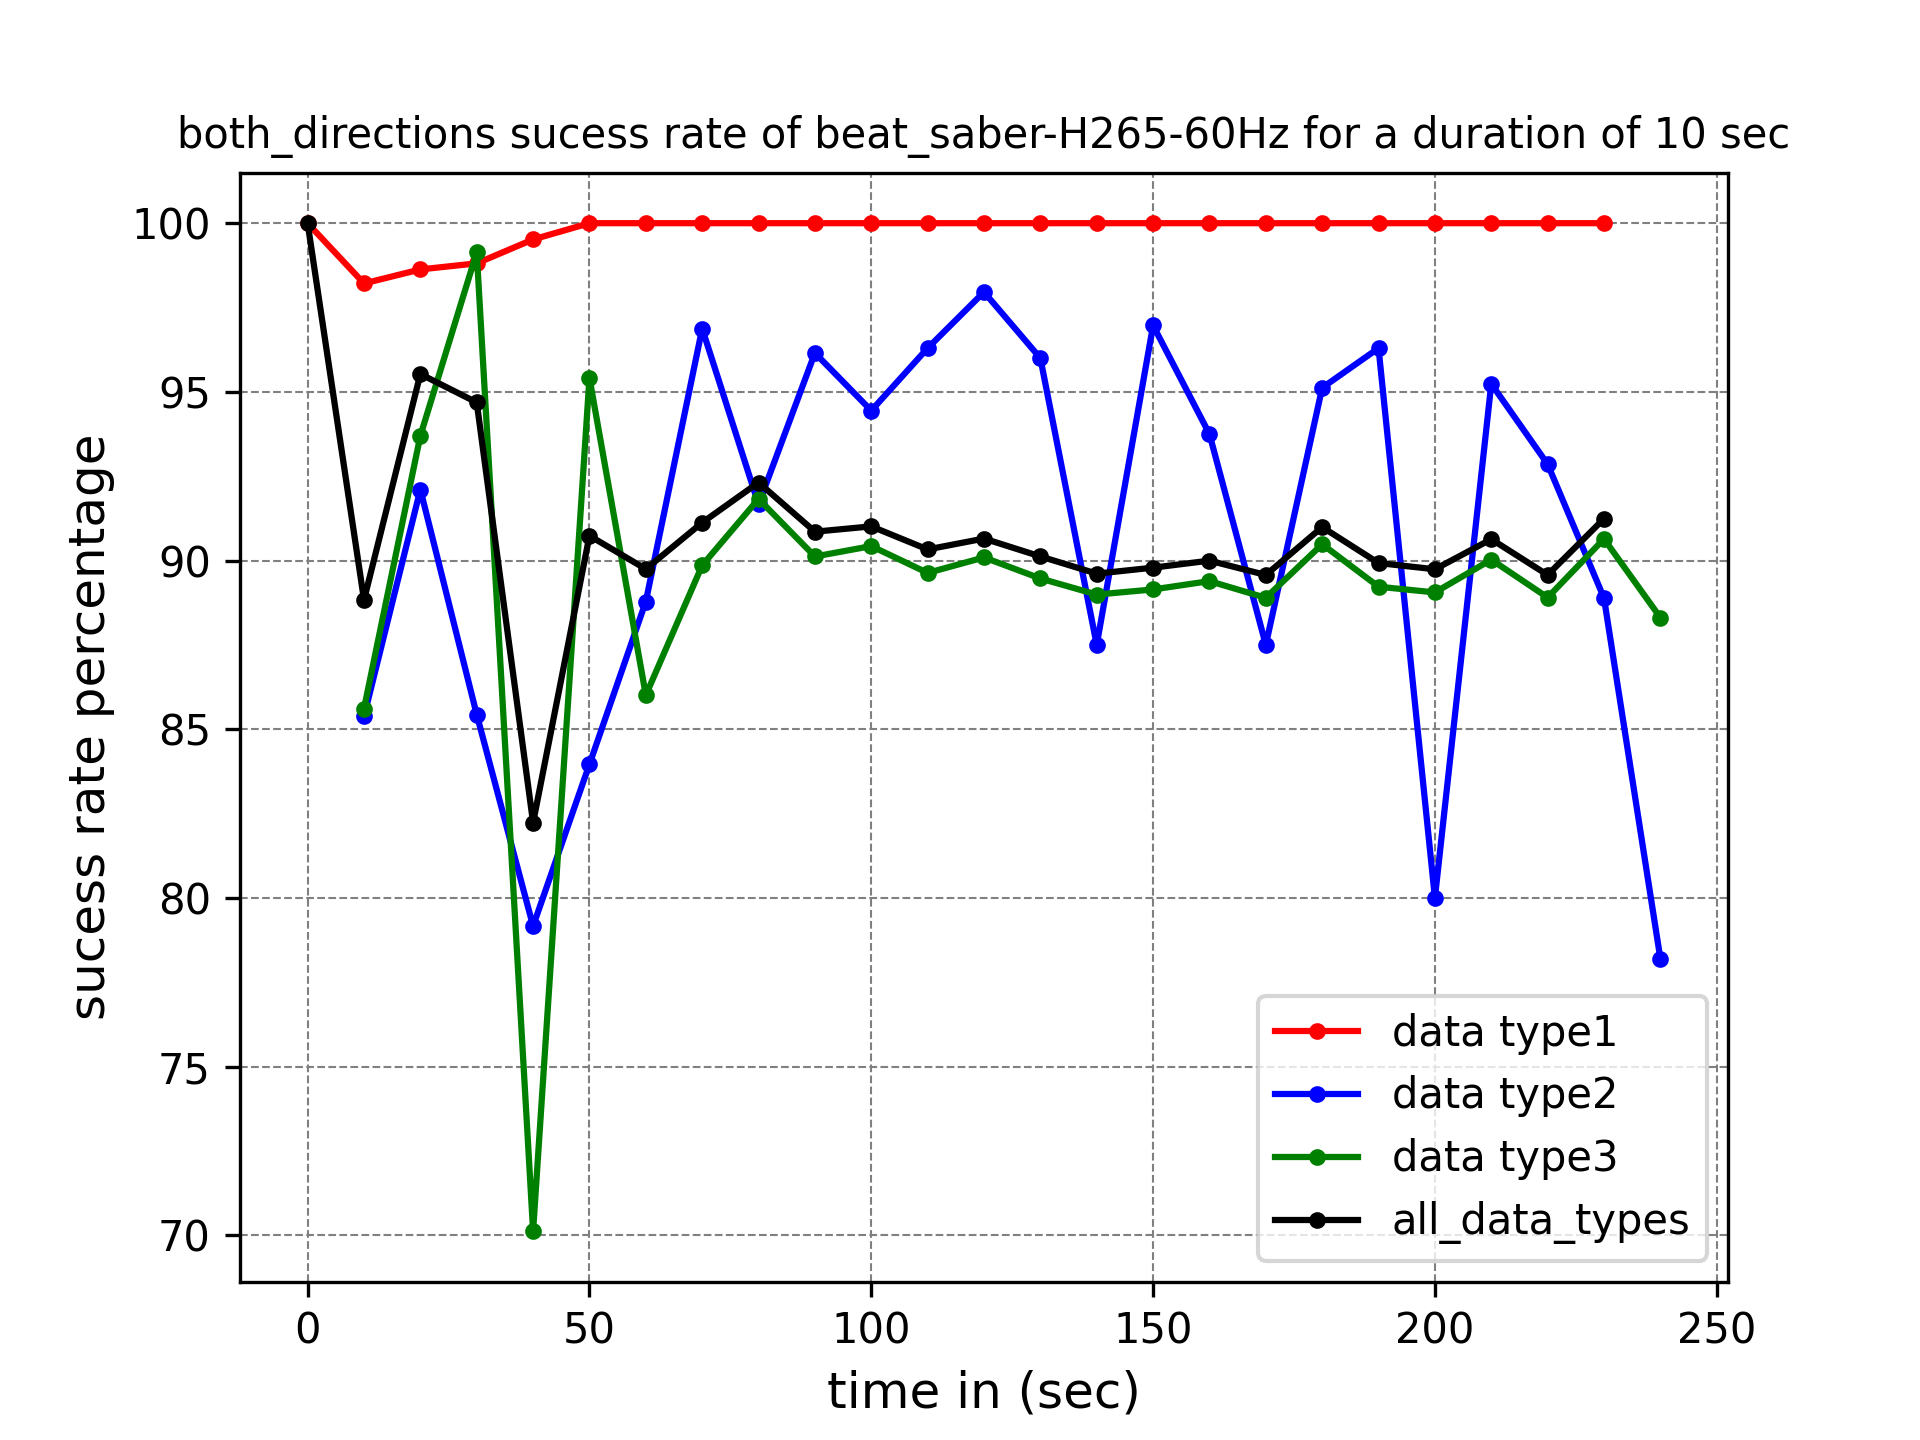 both_directions sucess rate of beat_saber-H265-60Hz for a duration of 10 sec
100
95
90
85
80
75
70
sucess rate percentage
0 50 100 150 200 250
time in (sec)
data type1
data type2
data type3
all_data_types